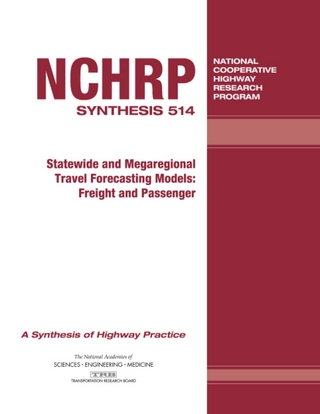 NCHRP
SYNTHESIS 514
NATIONAL
COOPERATIVE
HIGHWAY
RESEARCH
PROGRAM
Statewide and Megaregional
Travel Forecasting Models:
Freight and Passenger
A Synthesis of Highway Practice
The National Academies of
SCIENCES • ENGINEERING • MEDICINE
TRB
TRANSPORTATION RESEARCH BOARD